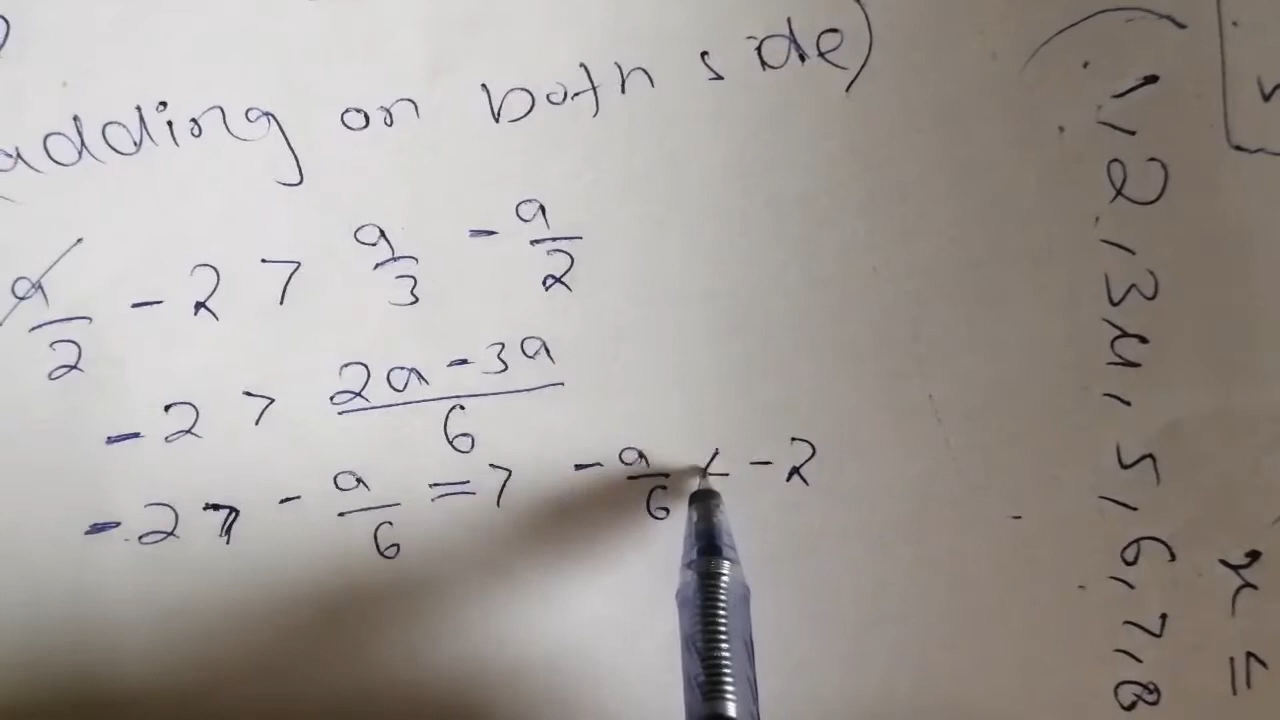 adding on both side)
a/2 - 2 > a/3 - a/2
-2 > 2a - 3a/6
-2 > - a/6 => - a/6 < -2
(1, 2, 3, 4, 5, 6, 7, 8
x =